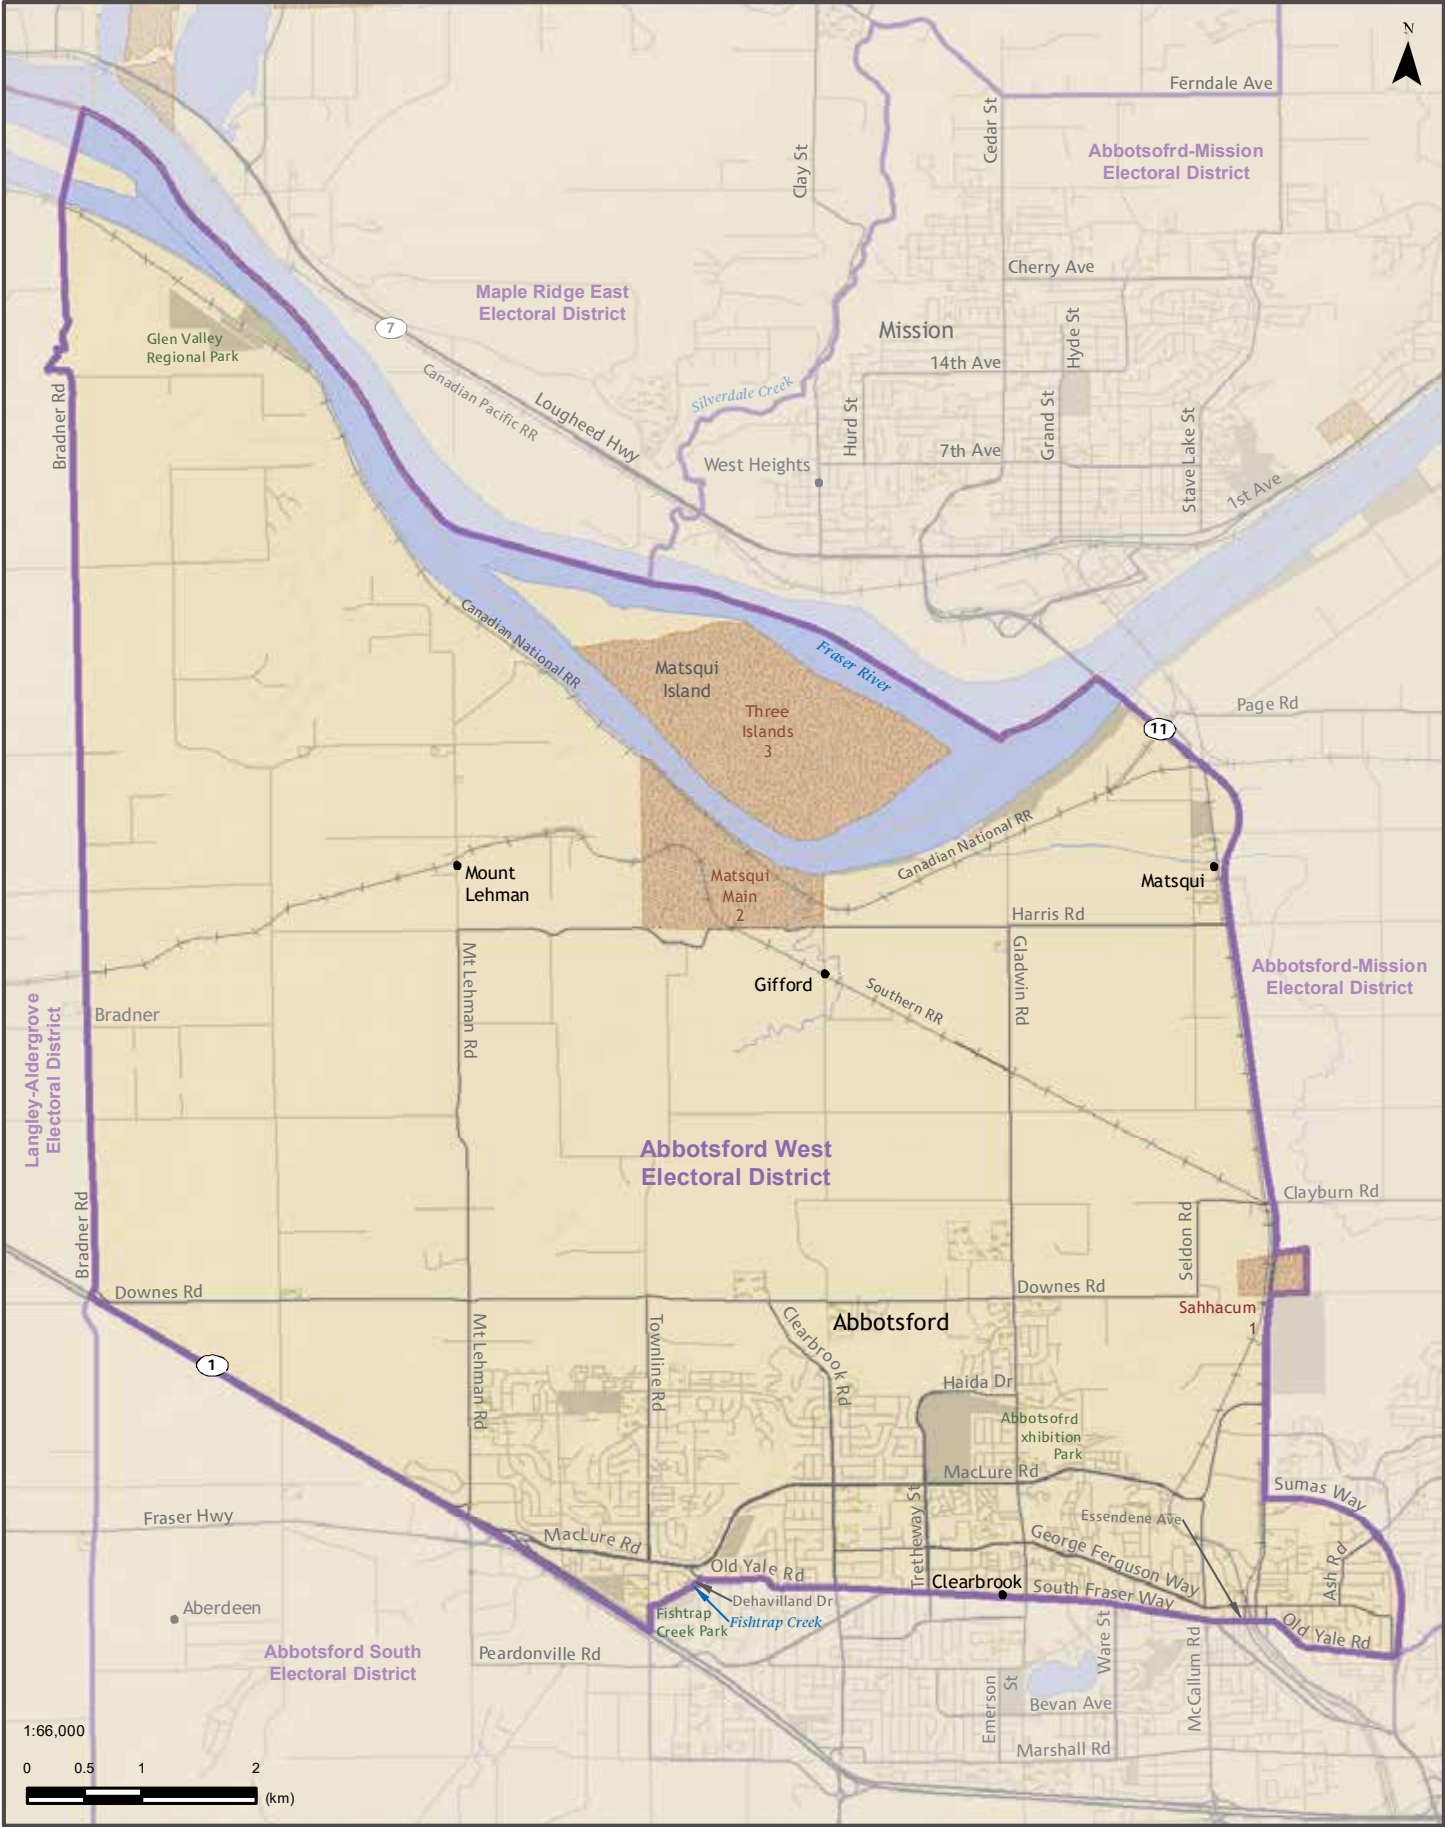 N
Ferndale Ave
Cedar St
Clay St
Abbotsofrd-Mission
Electoral District
Cherry Ave
Maple Ridge East
Electoral District
7
Mission
Hyde St
Glen Valley
Regional Park
14th Ave
Canadian Pacific RR
Lougheed Hwy
Silverdale Creek
Bradner Rd
Hurd St
Grand St
Stave Lake St
7th Ave
West Heights
1st Ave
Canadian National RR
Fraser River
Matsqui
Island
Three
Islands
3
Page Rd
11
Canadian National RR
Mount
Lehman
Matsqui
Main
2
Matsqui
Harris Rd
Mt Lehman Rd
Gladwin Rd
Gifford
Southern RR
Abbotsford-Mission
Electoral District
Langley-Aldergrove
Electoral District
Bradner
Abbotsford West
Electoral District
Clayburn Rd
Bradner Rd
Seldon Rd
Downes Rd
Downes Rd
Sahhacum
1
Mt Lehman Rd
Townline Rd
Clearbrook Rd
Abbotsford
1
Haida Dr
Abbotsofrd
xhibition
Park
MacLure Rd
Sumas Way
Fraser Hwy
MacLure Rd
Tretheway St
Essendene Ave
George Ferguson Way
Old Yale Rd
Clearbrook
South Fraser Way
Ash Rd
Dehavilland Dr
Fishtrap
Creek Park
Fishtrap Creek
Aberdeen
Old Yale Rd
Abbotsford South
Electoral District
Peardonville Rd
Ware St
McCallum Rd
Emerson
St
Bevan Ave
Marshall Rd
1:66,000
0 0.5 1 2
(km)